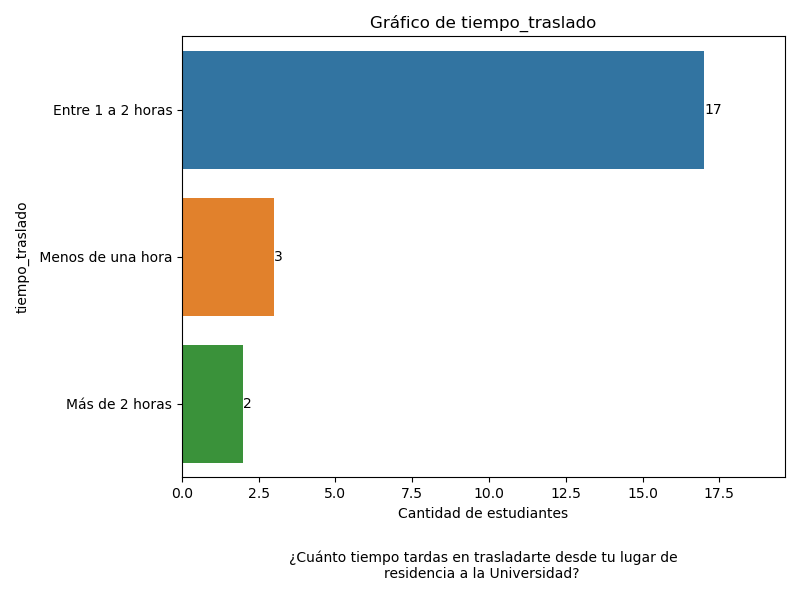 Gráfico de tiempo_traslado
tiempo_traslado
Entre 1 a 2 horas
17
Menos de una hora
3
Más de 2 horas
2
0.0 2.5 5.0 7.5 10.0 12.5 15.0 17.5
Cantidad de estudiantes
¿Cuánto tiempo tardas en trasladarte desde tu lugar de
residencia a la Universidad?